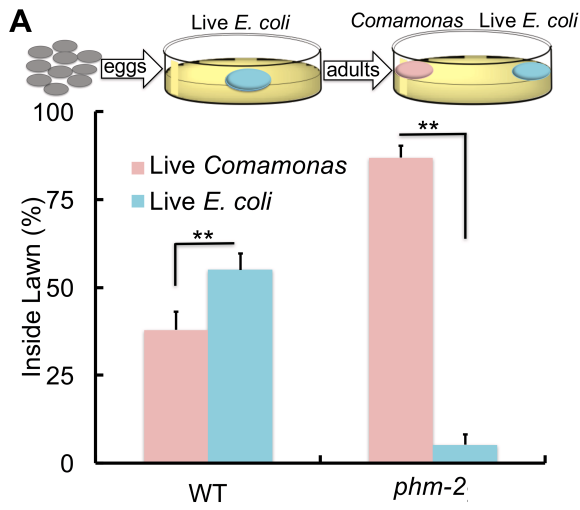 A
Live E. coli
Comamonas Live E. coli
eggs
adults
100
75
50
25
0
Inside Lawn (%)
Live Comamonas
Live E. coli
**
**
WT
phm-2